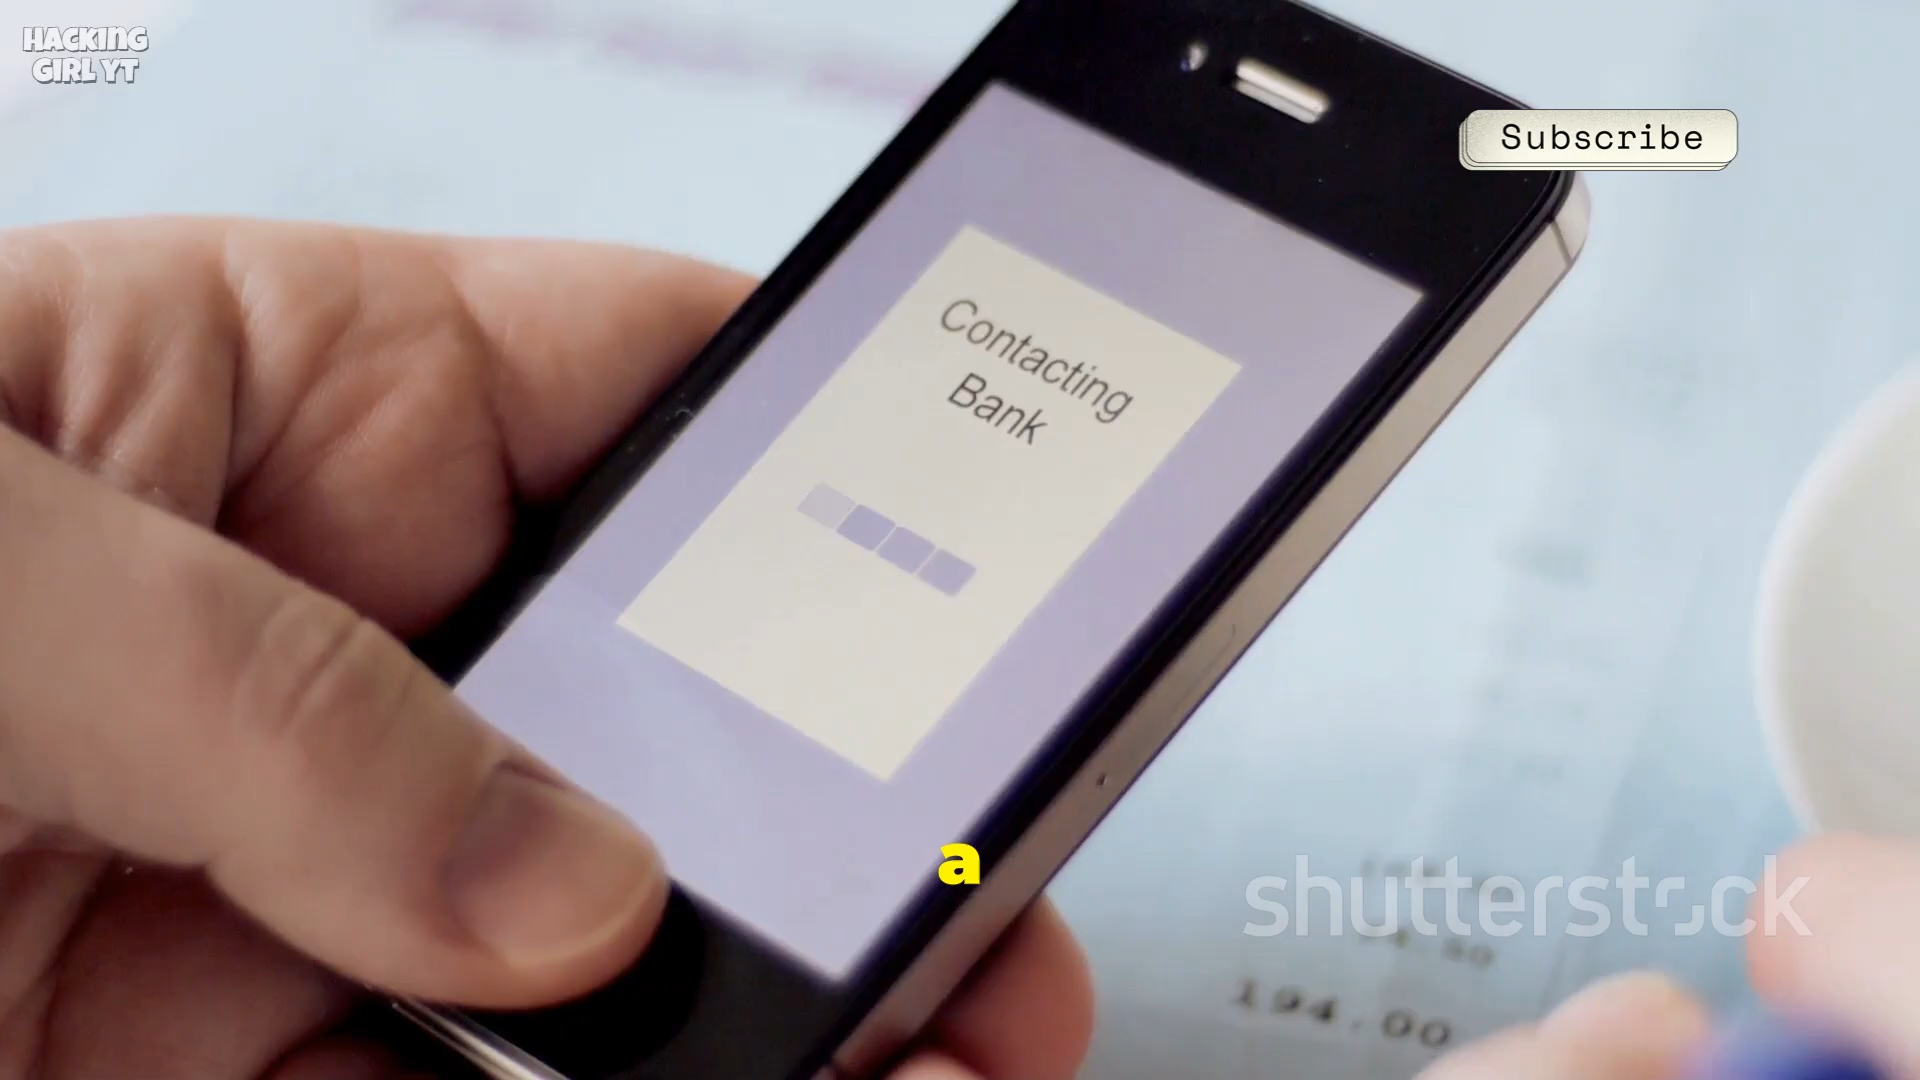 HACKING
GIRL YT
Subscribe
Contacting
Bank
a
shutterstock
194.00